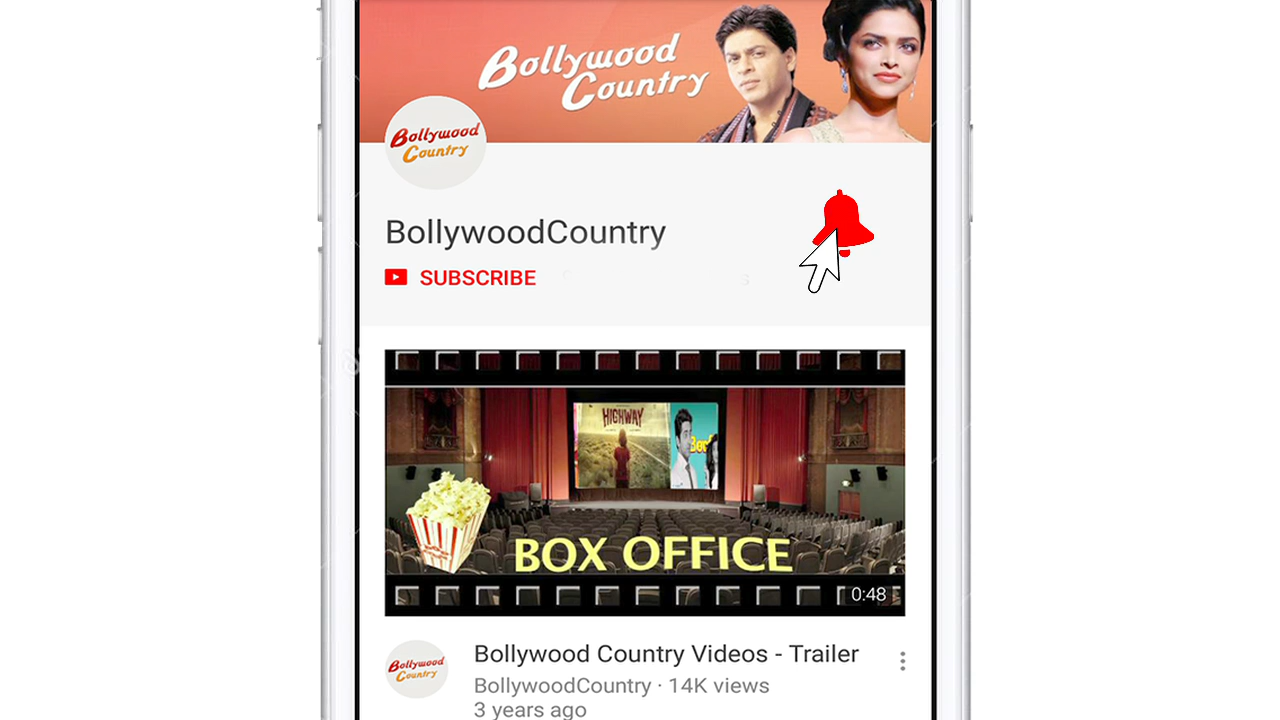 Bollywood
Country
Bollywood
Country
BollywoodCountry
SUBSCRIBE
HIGHWAY
BOX OFFICE
0:48
Bollywood
Country
Bollywood Country Videos - Trailer
BollywoodCountry · 14K views
3 years ago